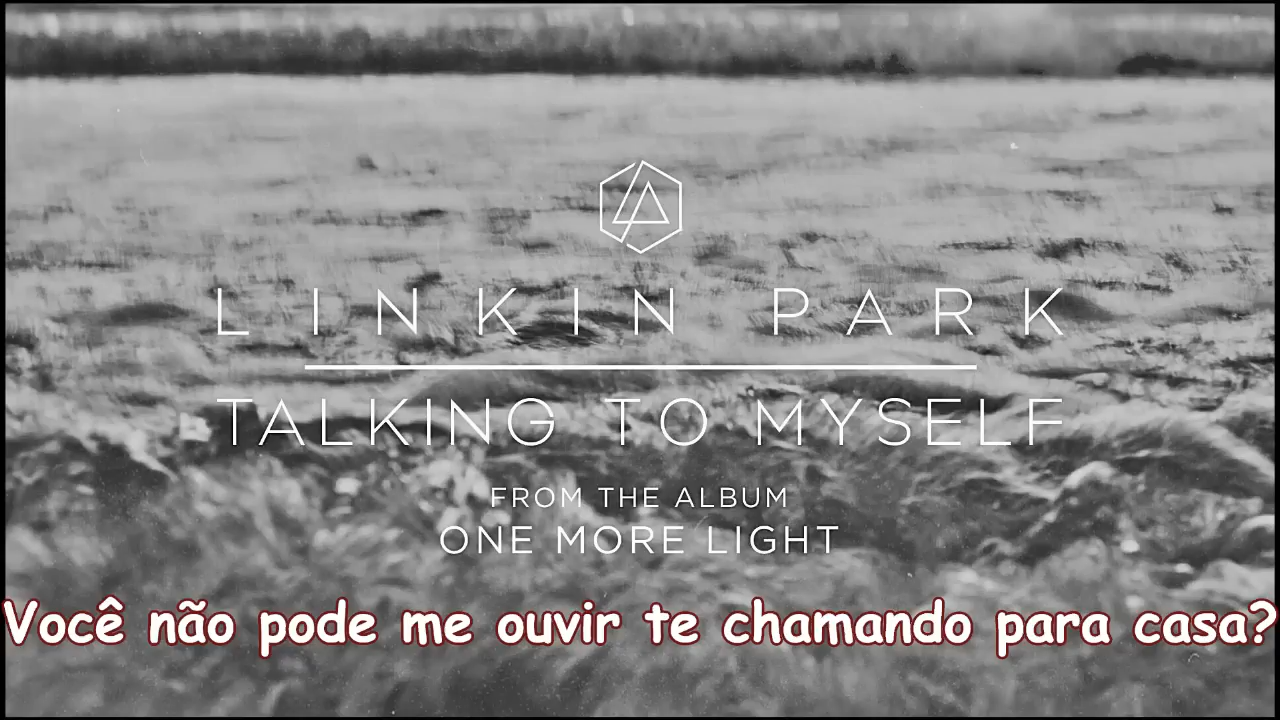 LINKIN PARK
TALKING TO MYSELF
FROM THE ALBUM
ONE MORE LIGHT
Você não pode me ouvir te chamando para casa?